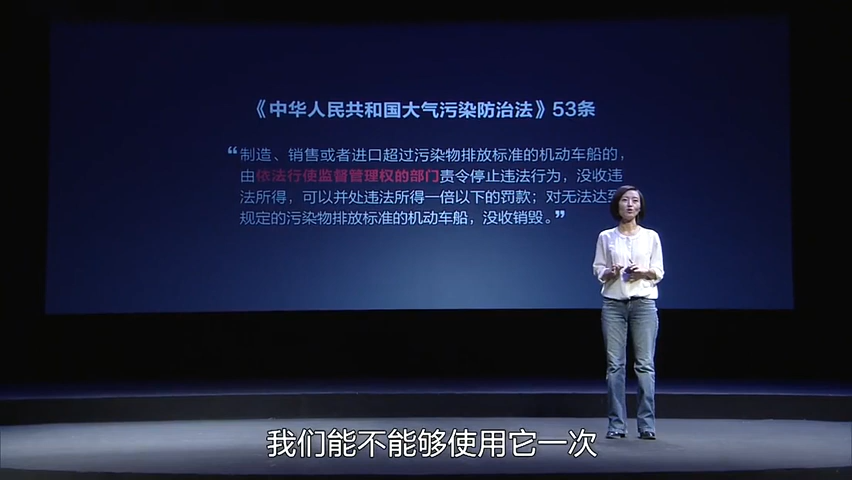 《中华人民共和国大气污染防治法》53条
“制造、销售或者进口超过污染物排放标准的机动车船的，
由依法行使监督管理权的部门责令停止违法行为，没收违
法所得，可以并处违法所得一倍以下的罚款；对无法达到
规定的污染物排放标准的机动车船，没收销毁。”
我们能不能够使用它一次